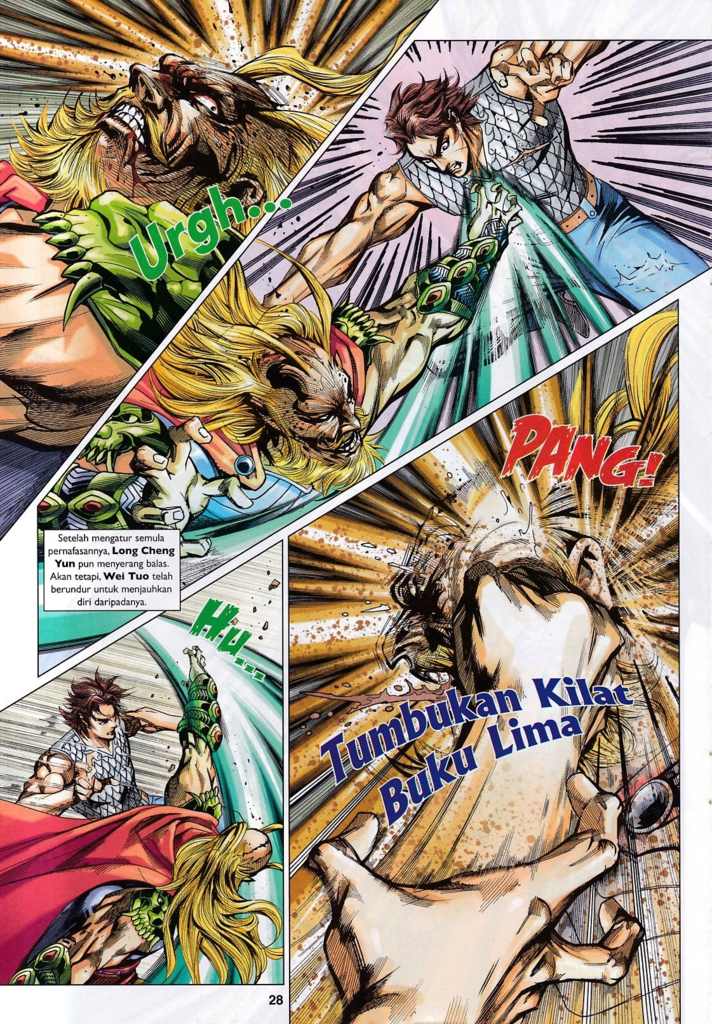 Urgh...
Setelah mengatur semula
pernafasannya, Long Cheng
Yun pun menyerang balas.
Akan tetapi, Wei Tuo telah
berundur untuk menjauhkan
diri daripadanya.
PANG!
Hu...
Tumbukan Kilat
Buku Lima
28